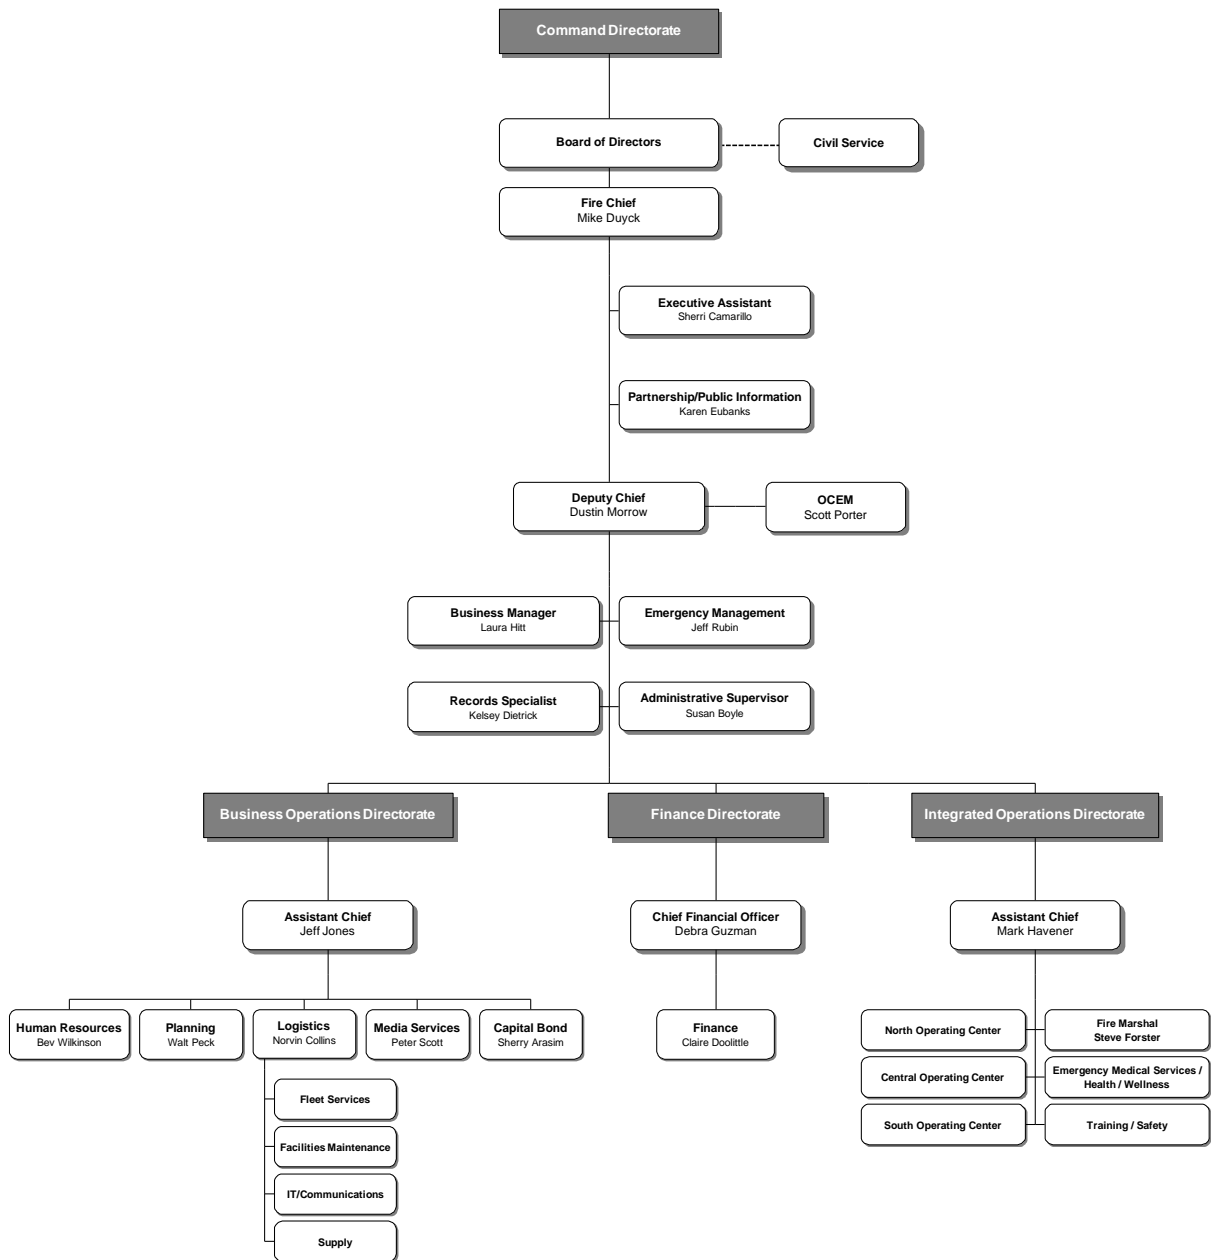 Command Directorate
Board of Directors
Civil Service
Fire Chief
Mike Duyck
Executive Assistant
Sherri Camarillo
Partnership/Public Information
Karen Eubanks
Deputy Chief
Dustin Morrow
OCEM
Scott Porter
Business Manager
Laura Hitt
Emergency Management
Jeff Rubin
Records Specialist
Kelsey Dietrick
Administrative Supervisor
Susan Boyle
Business Operations Directorate
Finance Directorate
Integrated Operations Directorate
Assistant Chief
Jeff Jones
Chief Financial Officer
Debra Guzman
Assistant Chief
Mark Havener
Human Resources
Bev Wilkinson
Planning
Walt Peck
Logistics
Norvin Collins
Media Services
Peter Scott
Capital Bond
Sherry Arasim
Finance
Claire Doolittle
North Operating Center
Fire Marshal
Steve Forster
Central Operating Center
Emergency Medical Services /
Health / Wellness
South Operating Center
Training / Safety
Fleet Services
Facilities Maintenance
IT/Communications
Supply